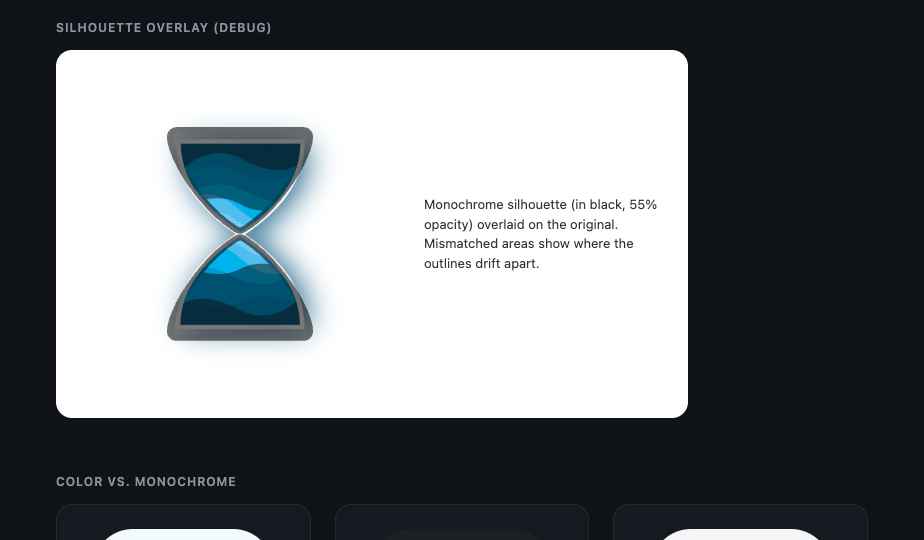 SILHOUETTE OVERLAY (DEBUG)
Monochrome silhouette (in black, 55%
opacity) overlaid on the original.
Mismatched areas show where the
outlines drift apart.
COLOR VS. MONOCHROME